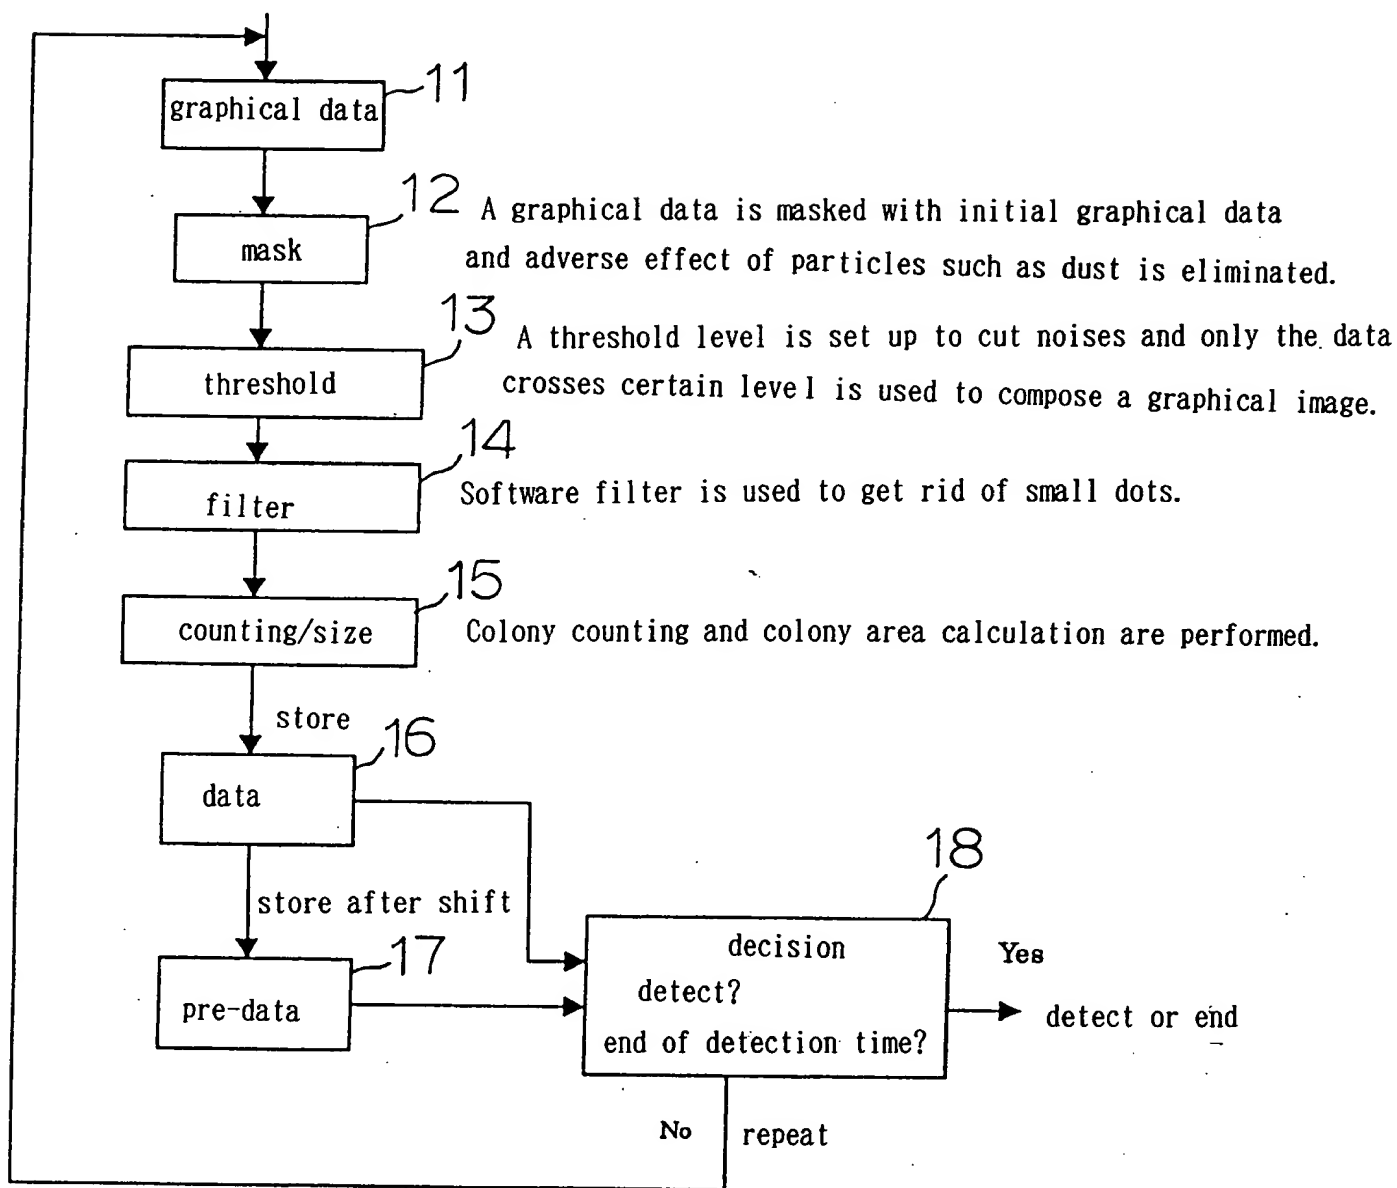 11
graphical data
12
A graphical data is masked with initial graphical data
mask
and adverse effect of particles such as dust is eliminated.
13
A threshold level is set up to cut noises and only the data
threshold
crosses certain level is used to compose a graphical image.
14
filter
Software filter is used to get rid of small dots.
15
counting/size
Colony counting and colony area calculation are performed.
store
16
data
store after shift
17
pre-data
18
decision
detect?
end of detection time?
Yes
detect or end
No
repeat